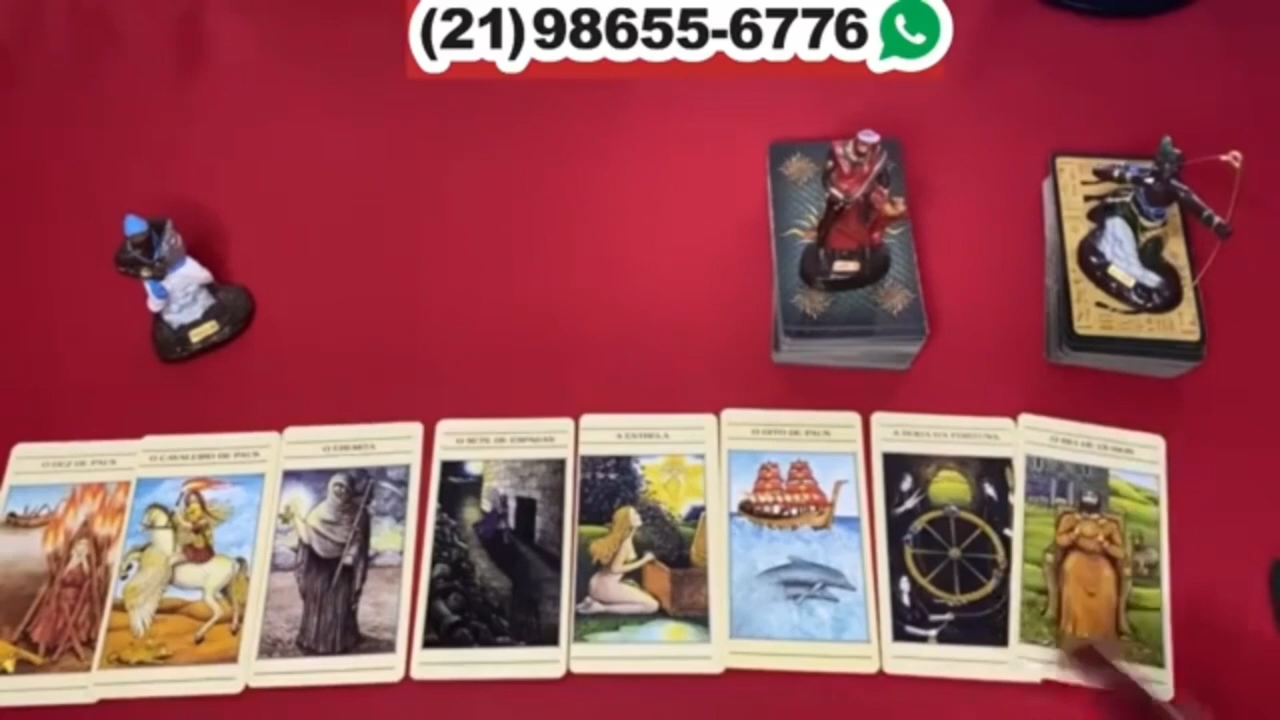 (21)98655-6776
O DEZ DE PAUS
O CAVALEIRO DE PAUS
O EREMITA
O SETE DE ESPADAS
A ESTRELA
O OITO DE PAUS
A RODA DA FORTUNA